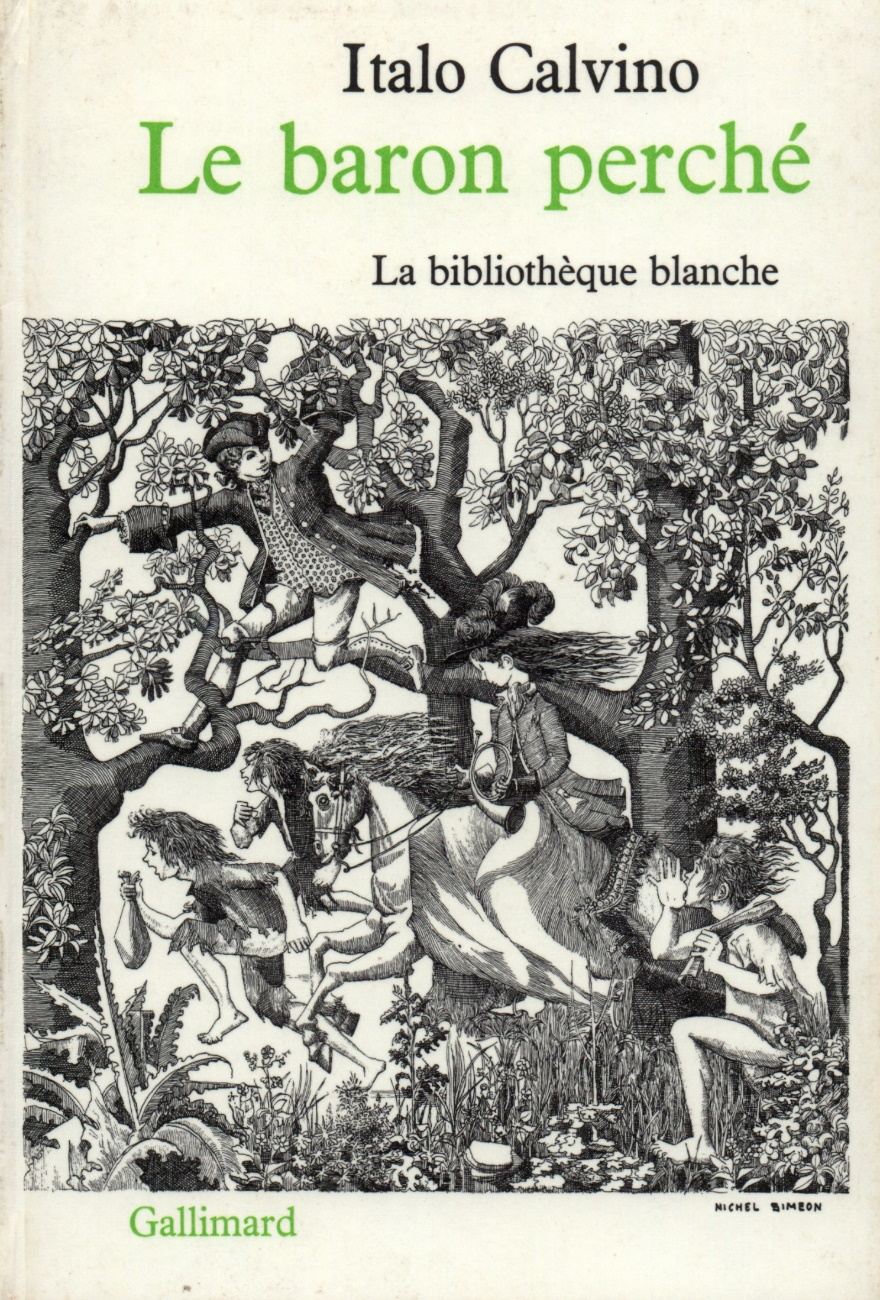 Italo Calvino
Le baron perché
La bibliothèque blanche
Gallimard
MICHEL SIMEON